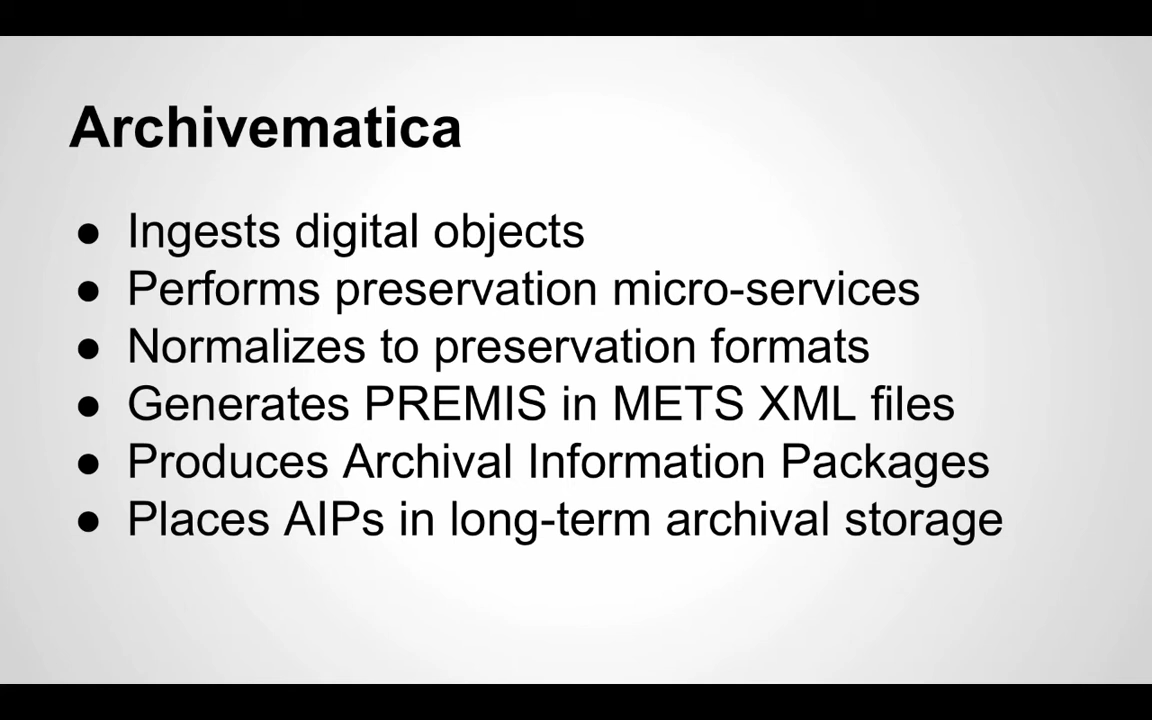 Archivematica
● Ingests digital objects
● Performs preservation micro-services
● Normalizes to preservation formats
● Generates PREMIS in METS XML files
● Produces Archival Information Packages
● Places AIPs in long-term archival storage